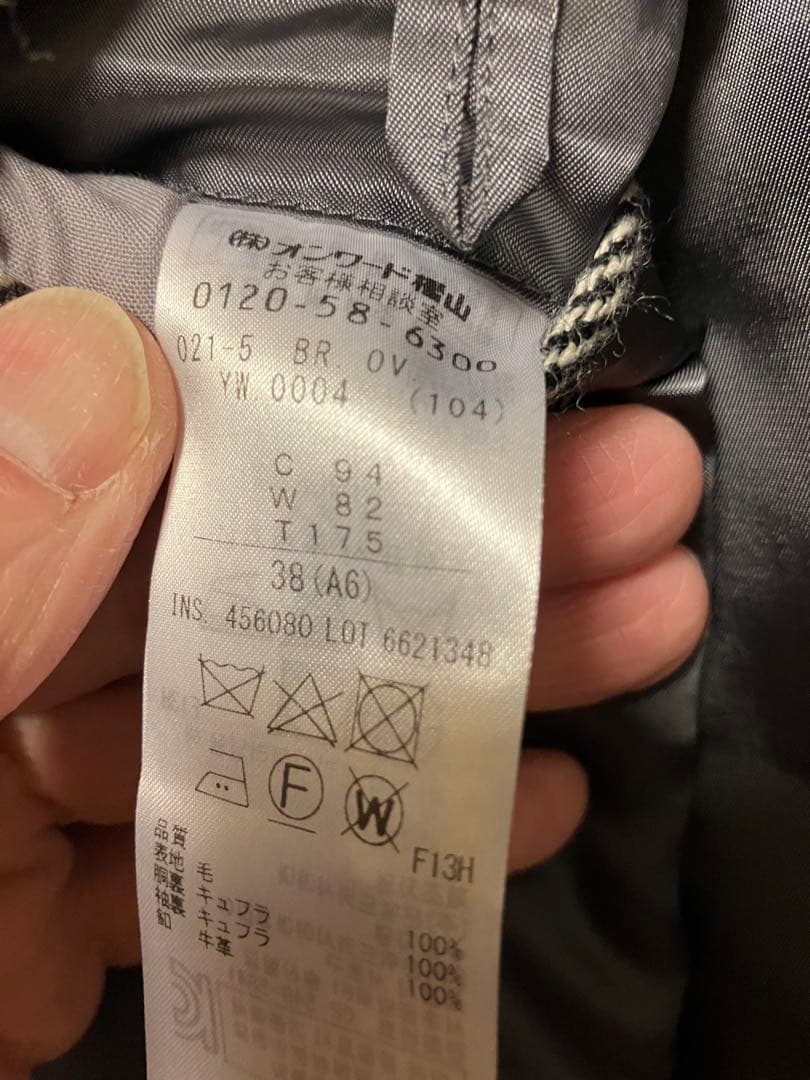 (株)オンワード樫山
お客様相談室
0120-58-6300
021-5 BR. OV.
YW.0004 (104)
C 94
W 82
T175
38(A6)
INS. 456080 LOT 6621348
F
W
F13H
品質
表地 毛 100%
胴裏 キュプラ 100%
袖裏 キュプラ 100%
釦 牛革